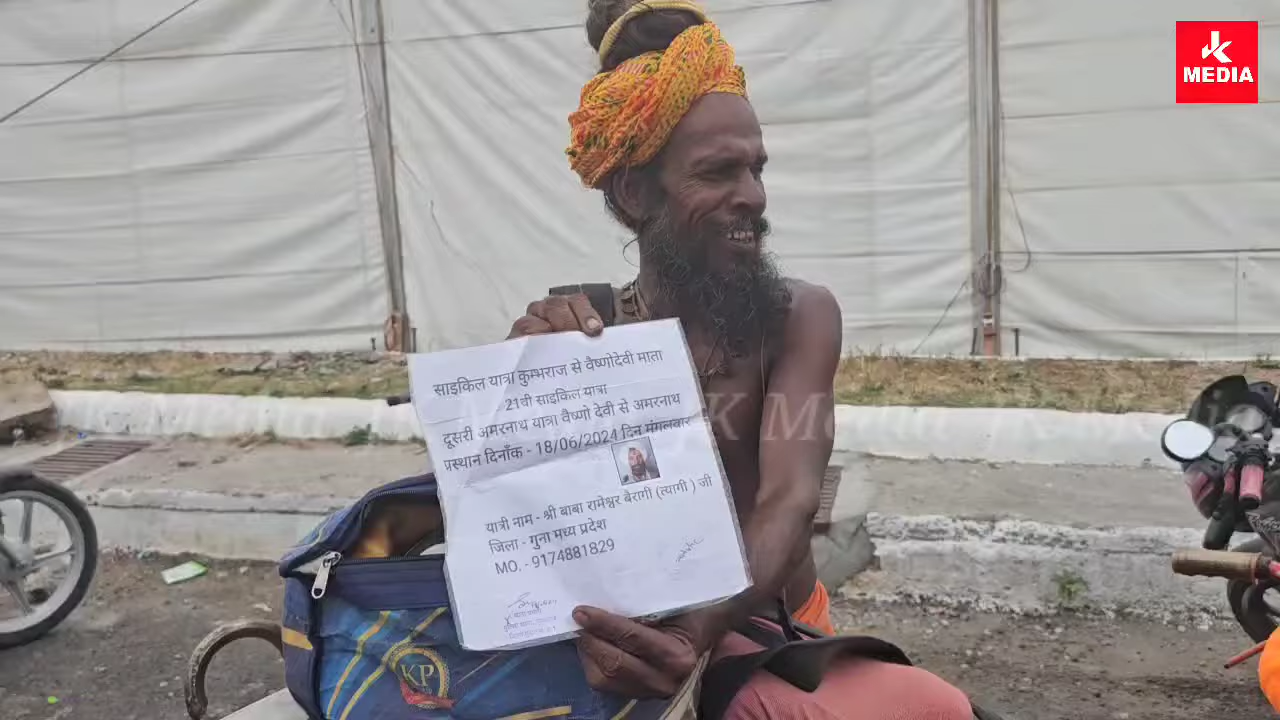 JK
MEDIA
साइकिल यात्रा कुम्भराज से वैष्णोदेवी माता
21वी साइकिल यात्रा
दूसरी अमरनाथ यात्रा वैष्णो देवी से अमरनाथ
प्रस्थान दिनाँक - 18/06/2024 दिन मंगलवार
यात्री नाम - श्री बाबा रामेश्वर बैरागी (त्यागी ) जी
जिला - गुना मध्य प्रदेश
MO. - 9174881829
KP